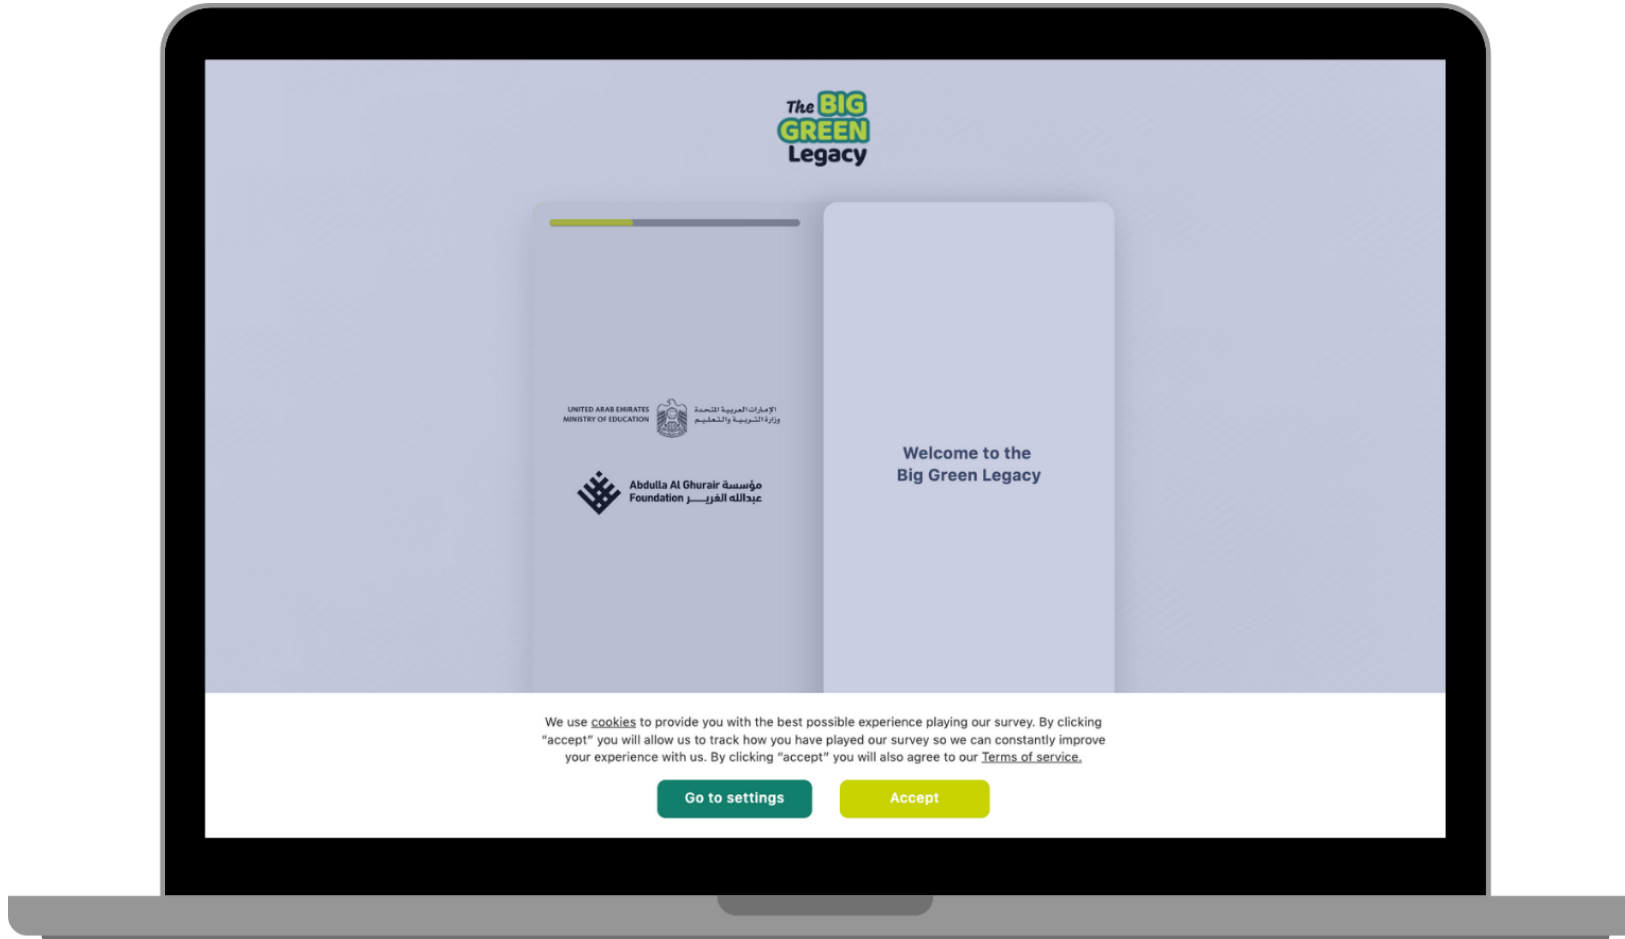 The BIG
GREEN
Legacy
UNITED ARAB EMIRATES
MINISTRY OF EDUCATION
الإمارات العربية المتحدة
وزارة التربية والتعليم
Abdulla Al Ghurair مؤسسة
Foundation عبدالله الغرير
Welcome to the
Big Green Legacy
We use cookies to provide you with the best possible experience playing our survey. By clicking
“accept” you will allow us to track how you have played our survey so we can constantly improve
your experience with us. By clicking “accept” you will also agree to our Terms of service.
Go to settings
Accept